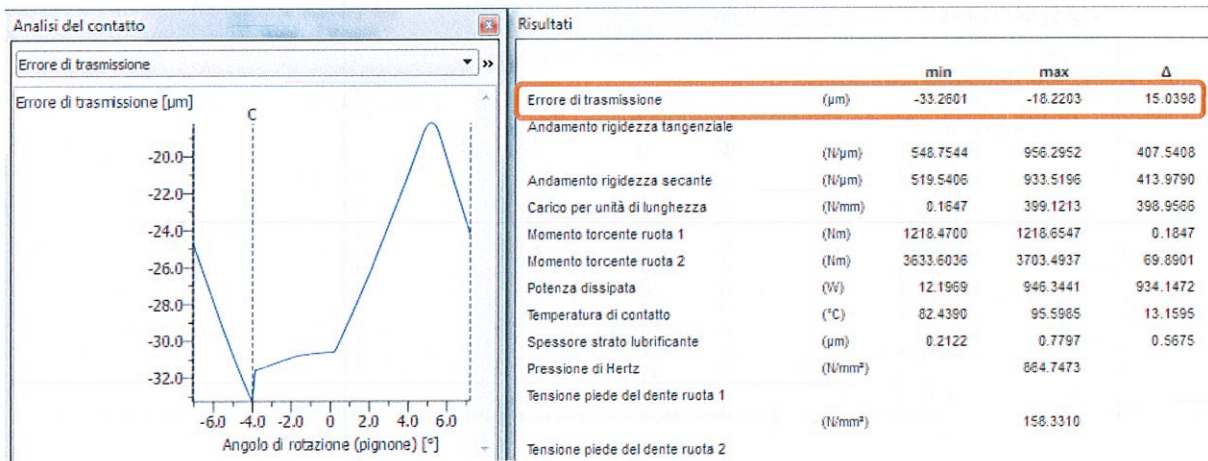 Analisi del contatto
Errore di trasmissione
»
Errore di trasmissione [µm]
C
-20.0
-22.0
-24.0
-26.0
-28.0
-30.0
-32.0
-6.0 -4.0 -2.0 0 2.0 4.0 6.0
Angolo di rotazione (pignone) [°]
Risultati
min max Δ
Errore di trasmissione (µm) -33.2601 -18.2203 15.0398
Andamento rigidezza tangenziale
(N/µm) 548.7544 956.2952 407.5408
Andamento rigidezza secante (N/µm) 519.5406 933.5196 413.9790
Carico per unità di lunghezza (N/mm) 0.1647 399.1213 398.9566
Momento torcente ruota 1 (Nm) 1218.4700 1218.6547 0.1847
Momento torcente ruota 2 (Nm) 3633.6036 3703.4937 69.8901
Potenza dissipata (W) 12.1969 946.3441 934.1472
Temperatura di contatto (°C) 82.4390 95.5985 13.1595
Spessore strato lubrificante (µm) 0.2122 0.7797 0.5675
Pressione di Hertz (N/mm²) 884.7473
Tensione piede del dente ruota 1
(N/mm²) 158.3310
Tensione piede del dente ruota 2